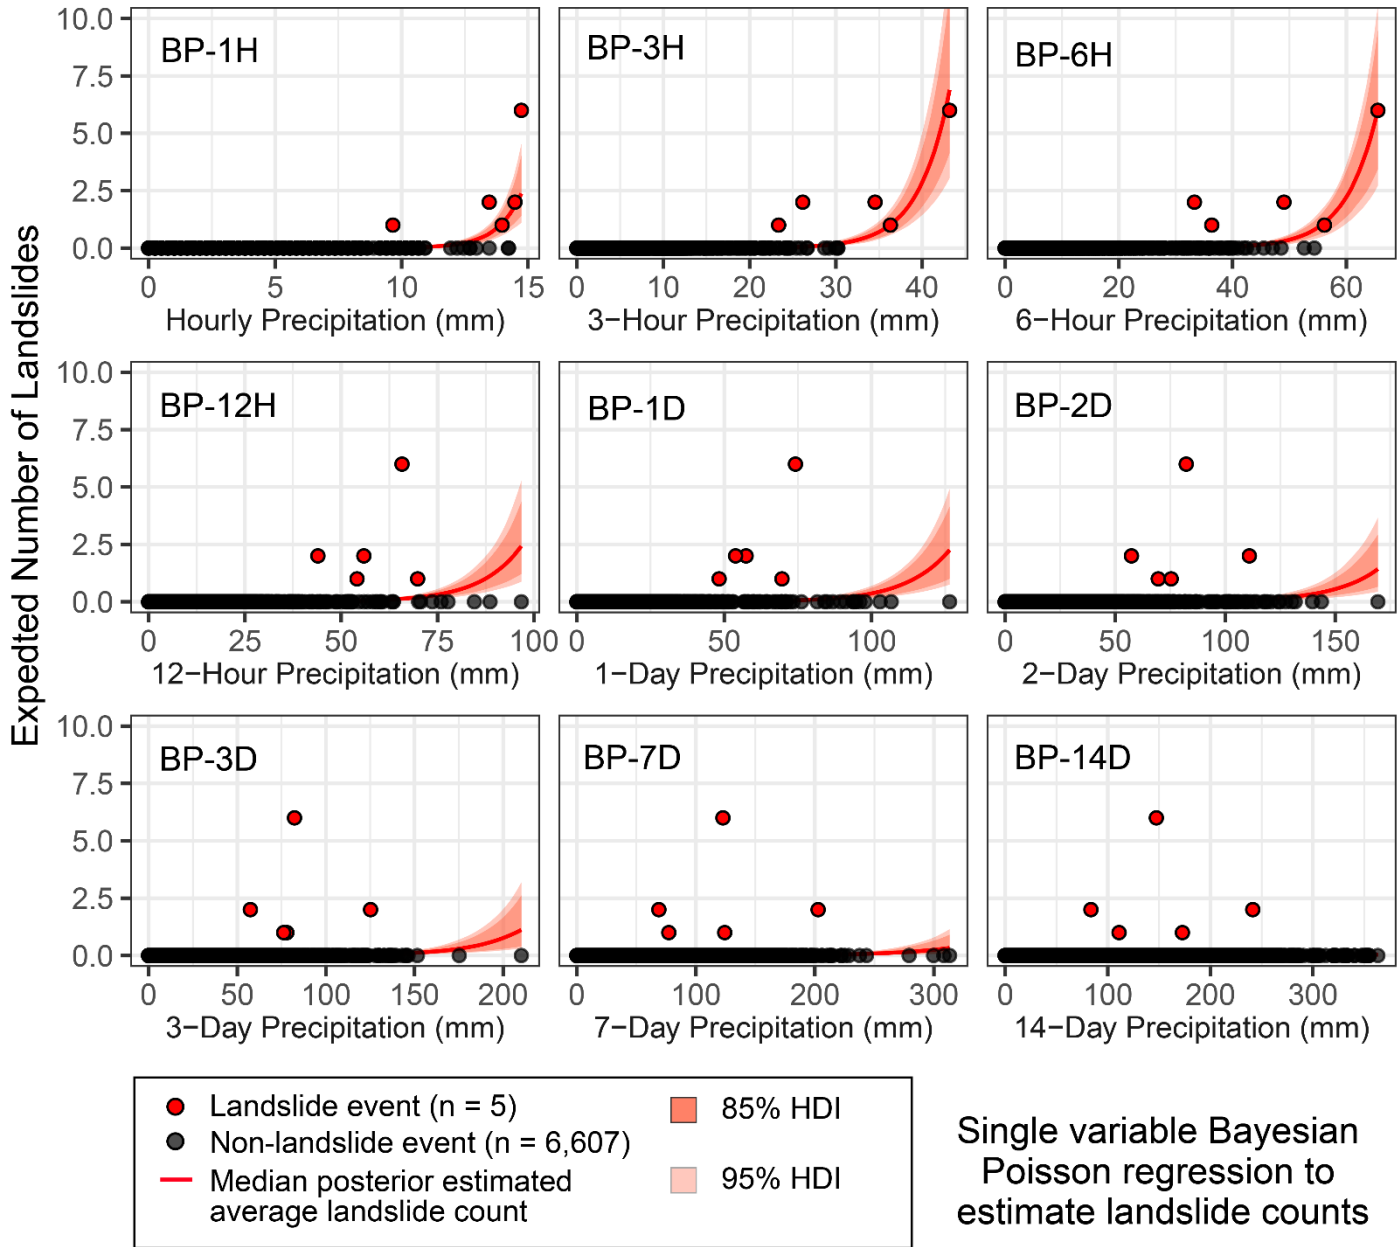 Expedted Number of Landslides
10.0
7.5
5.0
2.5
0.0
BP-1H
0 5 10 15
Hourly Precipitation (mm)
BP-3H
0 10 20 30 40
3−Hour Precipitation (mm)
BP-6H
0 20 40 60
6−Hour Precipitation (mm)
10.0
7.5
5.0
2.5
0.0
BP-12H
0 25 50 75 100
12−Hour Precipitation (mm)
BP-1D
0 50 100
1−Day Precipitation (mm)
BP-2D
0 50 100 150
2−Day Precipitation (mm)
10.0
7.5
5.0
2.5
0.0
BP-3D
0 50 100 150 200
3−Day Precipitation (mm)
BP-7D
0 100 200 300
7−Day Precipitation (mm)
BP-14D
0 100 200 300
14−Day Precipitation (mm)
Landslide event (n = 5)
Non-landslide event (n = 6,607)
Median posterior estimated
average landslide count
85% HDI
95% HDI
Single variable Bayesian
Poisson regression to
estimate landslide counts